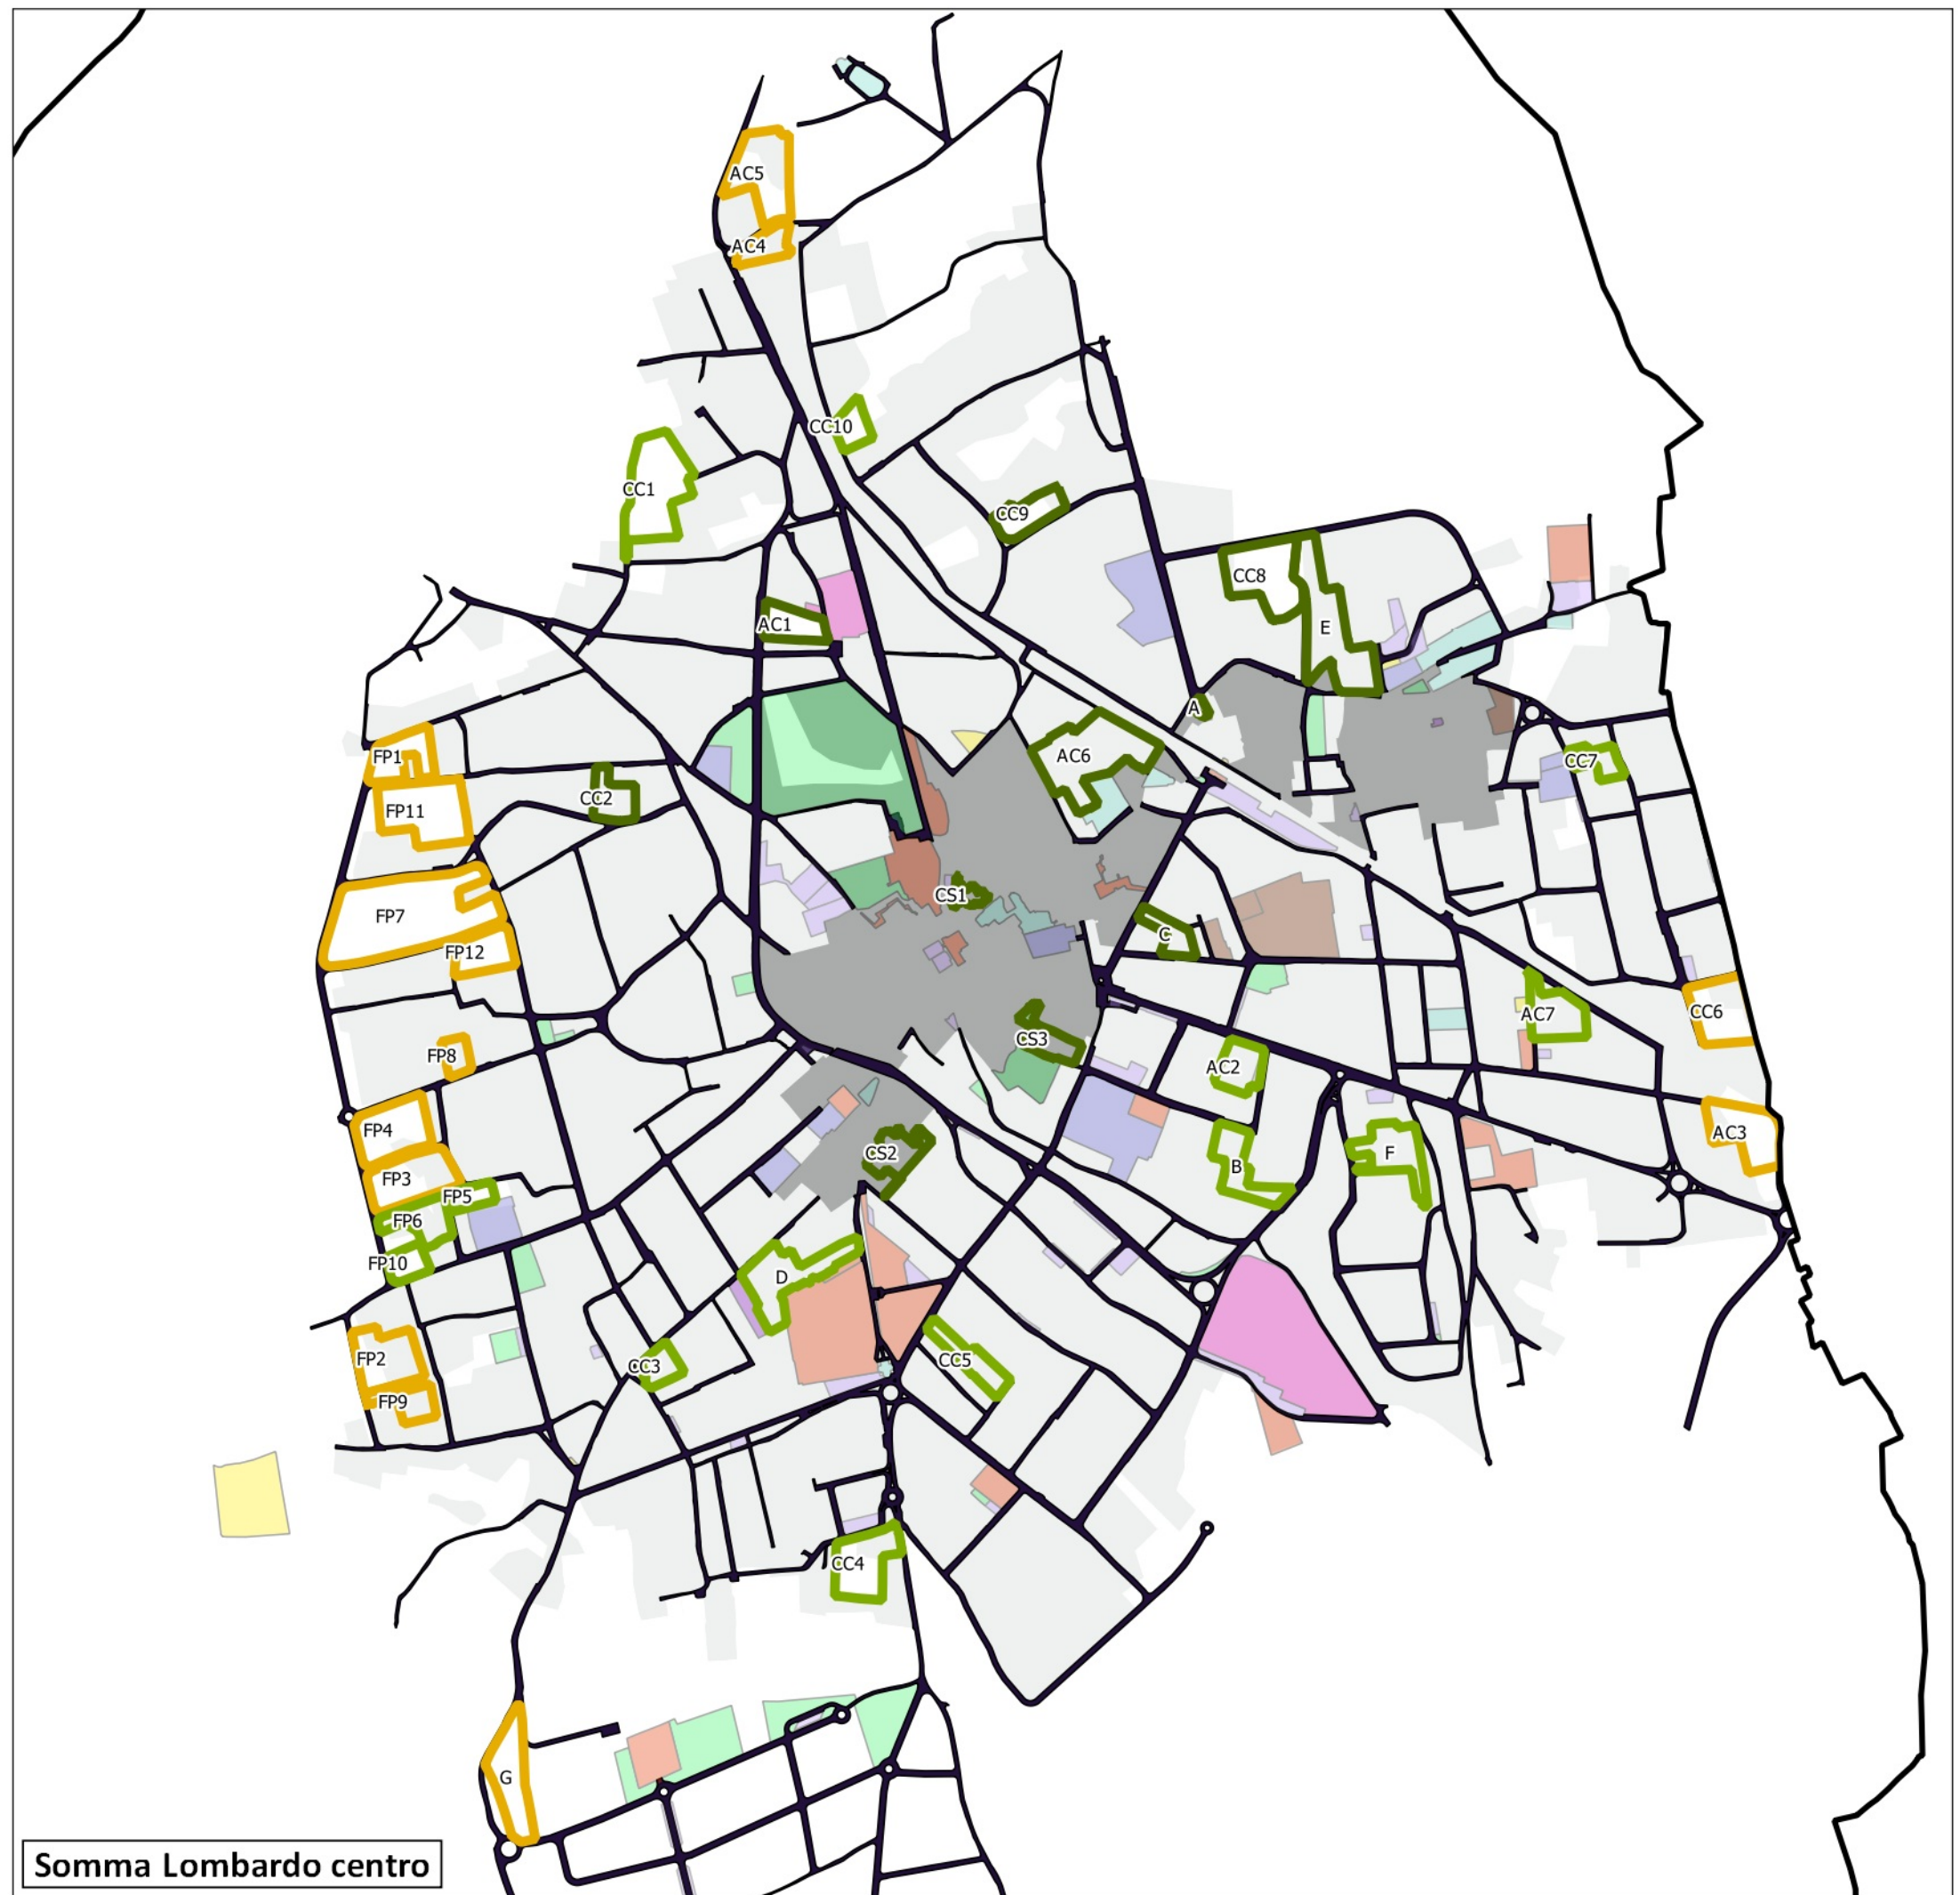 AC5
AC4
CC10
CC1
CC9
CC8
AC1
E
A
FP1
AC6
CC7
CC2
FP11
CS1
FP7
C
FP12
CC6
AC7
CS3
FP8
AC2
FP4
AC3
CS2
F
B
FP3
FP5
FP6
FP10
D
FP2
CC5
CC3
FP9
CC4
G
Somma Lombardo centro